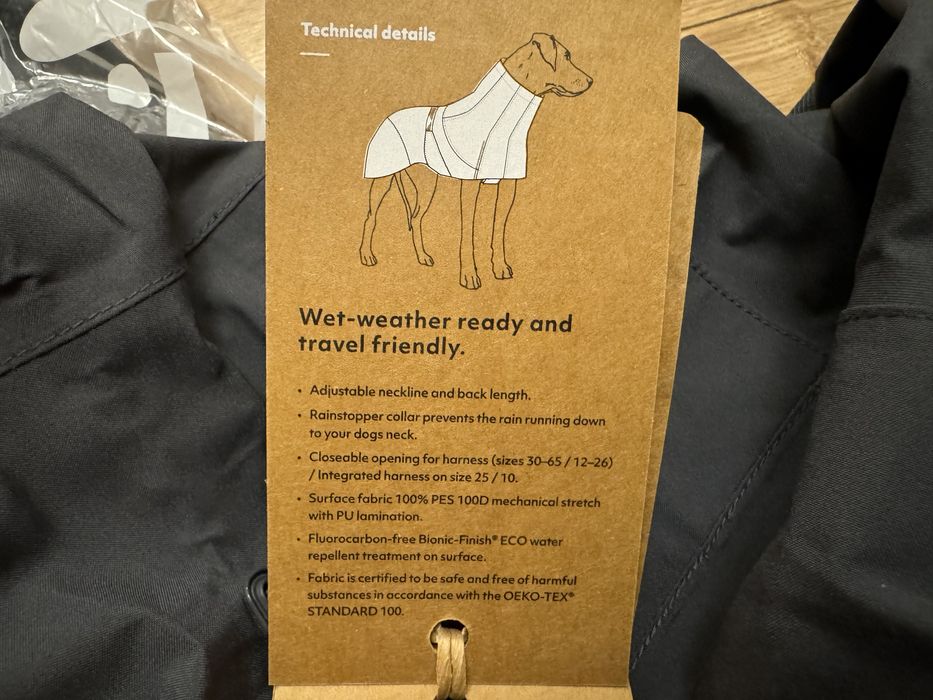 Technical details
Wet-weather ready and
travel friendly.
• Adjustable neckline and back length.
• Rainstopper collar prevents the rain running down
to your dogs neck.
• Closeable opening for harness (sizes 30–65 / 12–26)
/ Integrated harness on size 25 / 10.
• Surface fabric 100% PES 100D mechanical stretch
with PU lamination.
• Fluorocarbon-free Bionic-Finish® ECO water
repellent treatment on surface.
• Fabric is certified to be safe and free of harmful
substances in accordance with the OEKO-TEX®
STANDARD 100.